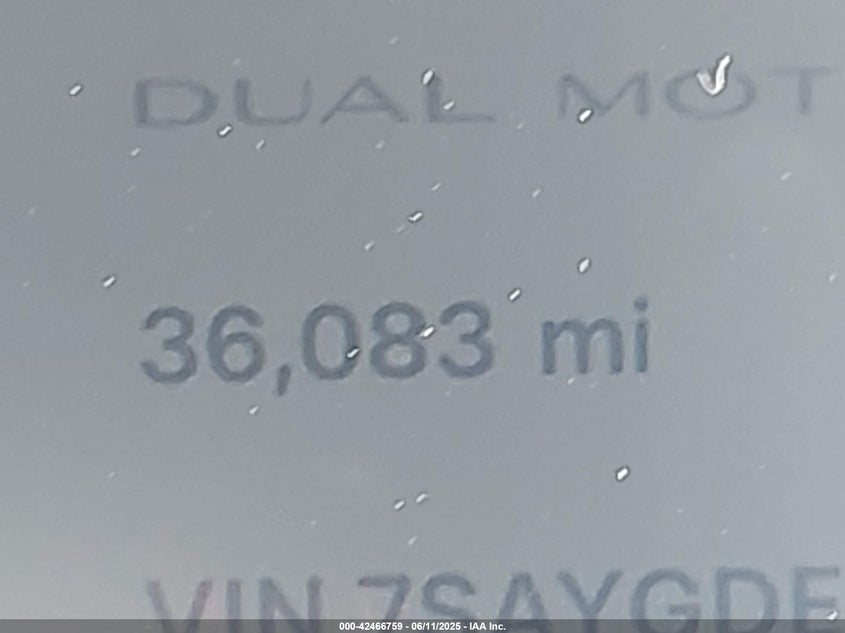 DUAL MOT
36,083 mi
VIN 7SAYGDE
000-42466759 - 06/11/2025 - IAA Inc.